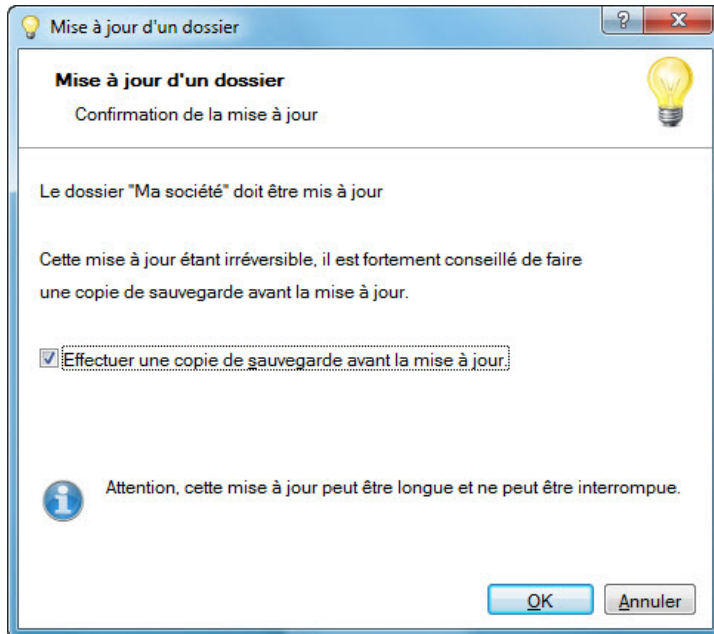 Mise à jour d'un dossier
Mise à jour d'un dossier
Confirmation de la mise à jour
Le dossier "Ma société" doit être mis à jour
Cette mise à jour étant irréversible, il est fortement conseillé de faire
une copie de sauvegarde avant la mise à jour.
Effectuer une copie de sauvegarde avant la mise à jour.
Attention, cette mise à jour peut être longue et ne peut être interrompue.
OK
Annuler